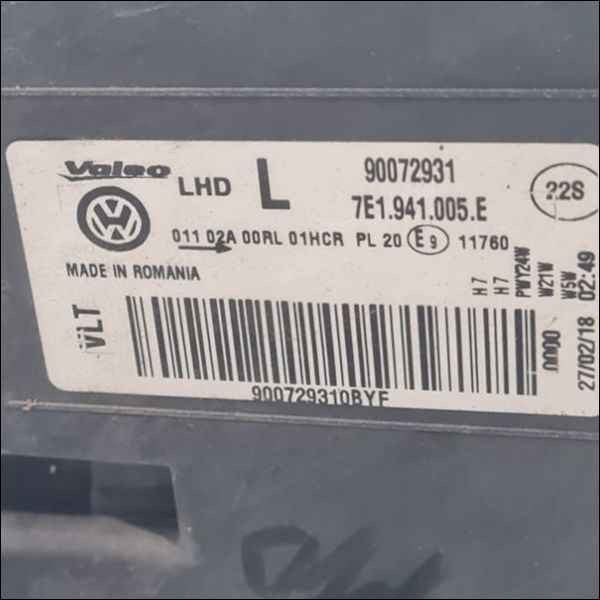 Valeo LHD L 90072931 22S
7E1.941.005.E
VW 011 02A 00RL 01HCR PL 20 E9 11760
MADE IN ROMANIA
VLT
H7
H7
PWY24W
W21W
W5W
0000
27/02/18 02:49
900729310BYF